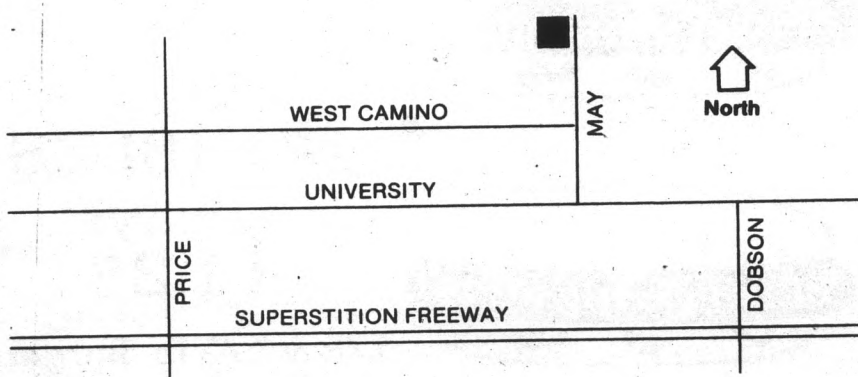 WEST CAMINO
MAY
North
UNIVERSITY
PRICE
DOBSON
SUPERSTITION FREEWAY